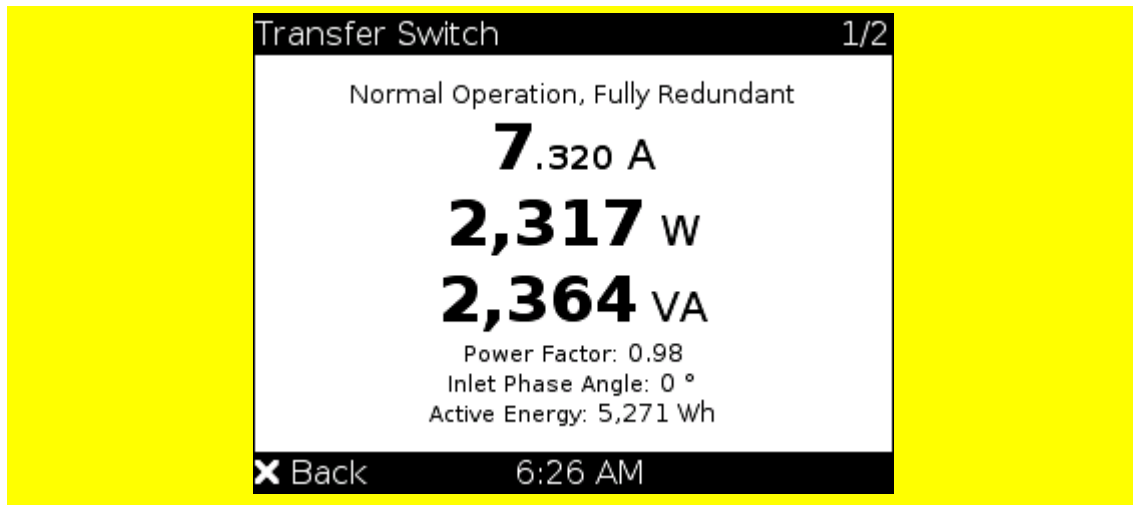 Transfer Switch 1/2
Normal Operation, Fully Redundant
7.320 A
2,317 W
2,364 VA
Power Factor: 0.98
Inlet Phase Angle: 0 °
Active Energy: 5,271 Wh
✕ Back 6:26 AM